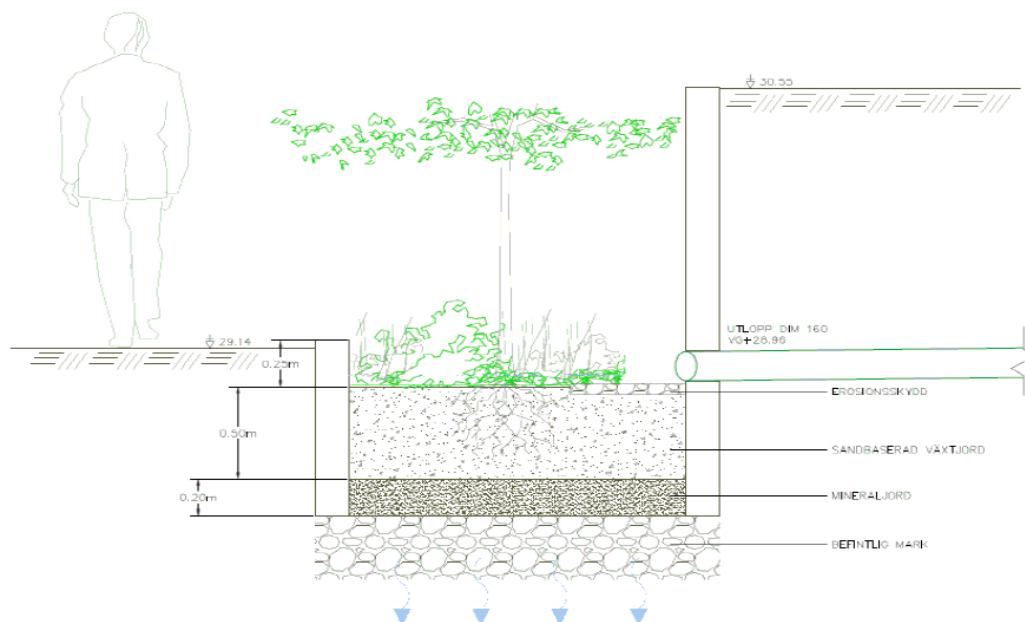 30.55
UTLOPP DIM 160
VG+28.96
29.14
0.25m
EROSIONSSKYDD
0.50m
SANDBASERAD VÄXTJORD
0.20m
MINERALJORD
BEFINTLIG MARK